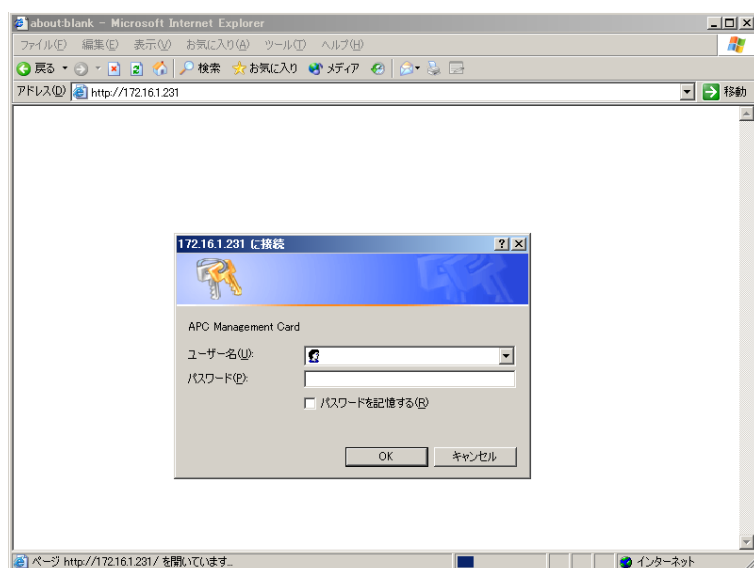 about:blank - Microsoft Internet Explorer
ファイル(F) 編集(E) 表示(V) お気に入り(A) ツール(T) ヘルプ(H)
戻る 検索 お気に入り メディア
アドレス(D) http://172.16.1.231 移動
172.16.1.231 に接続
APC Management Card
ユーザー名(U):
パスワード(P):
パスワードを記憶する(R)
OK キャンセル
ページ http://172.16.1.231/ を開いています... インターネット